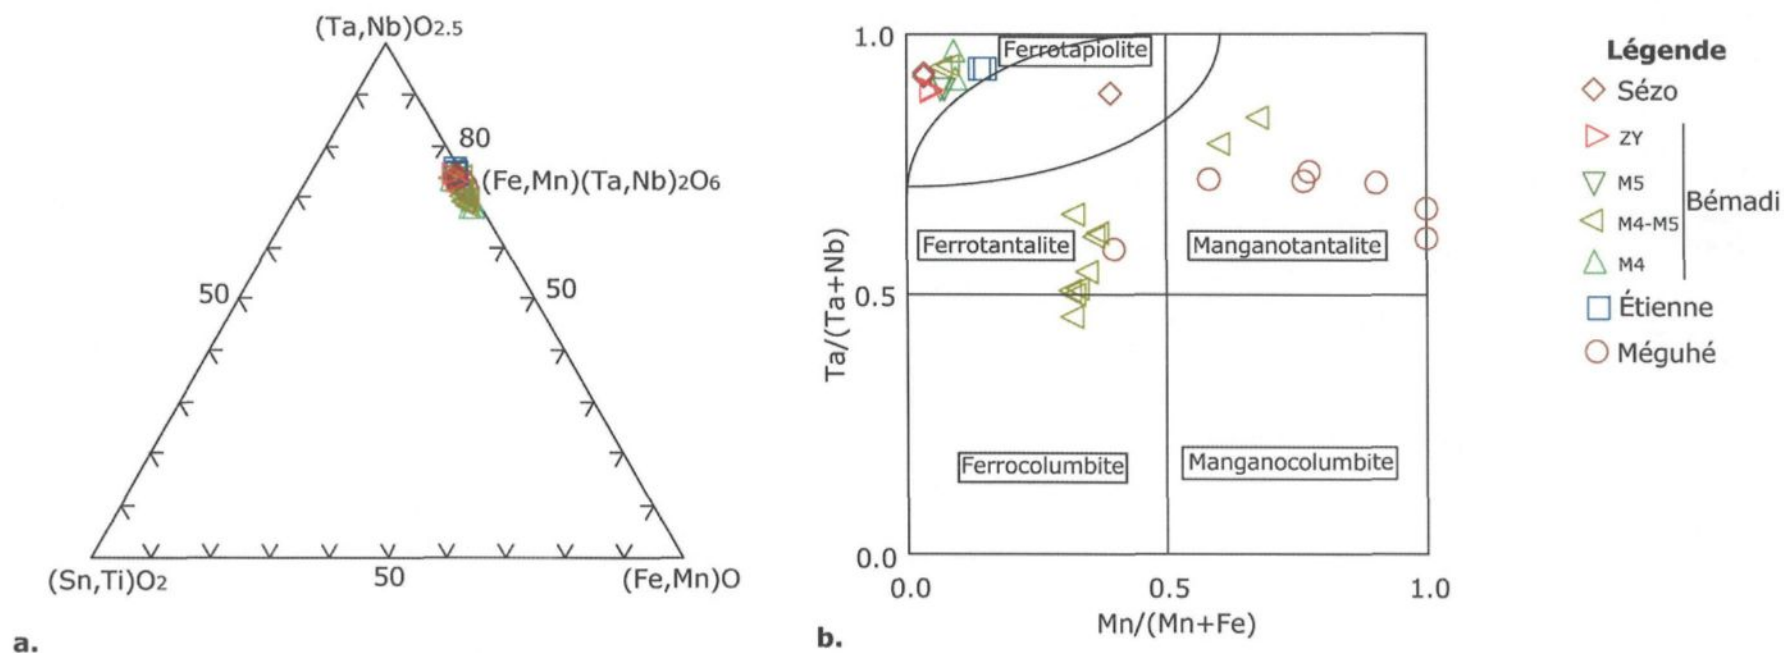 (Ta,Nb)O2.5
80
(Fe,Mn)(Ta,Nb)2O6
50
50
(Sn,Ti)O2
50
(Fe,Mn)O
a.
1.0
Ferrotapiolite
Ta/(Ta+Nb)
Ferrotantalite
Manganotantalite
0.5
Ferrocolumbite
Manganocolumbite
0.0
0.0
0.5
1.0
Mn/(Mn+Fe)
b.
Légende
Sézo
ZY
M5
M4-M5
M4
Bémadi
Étienne
Méguhé